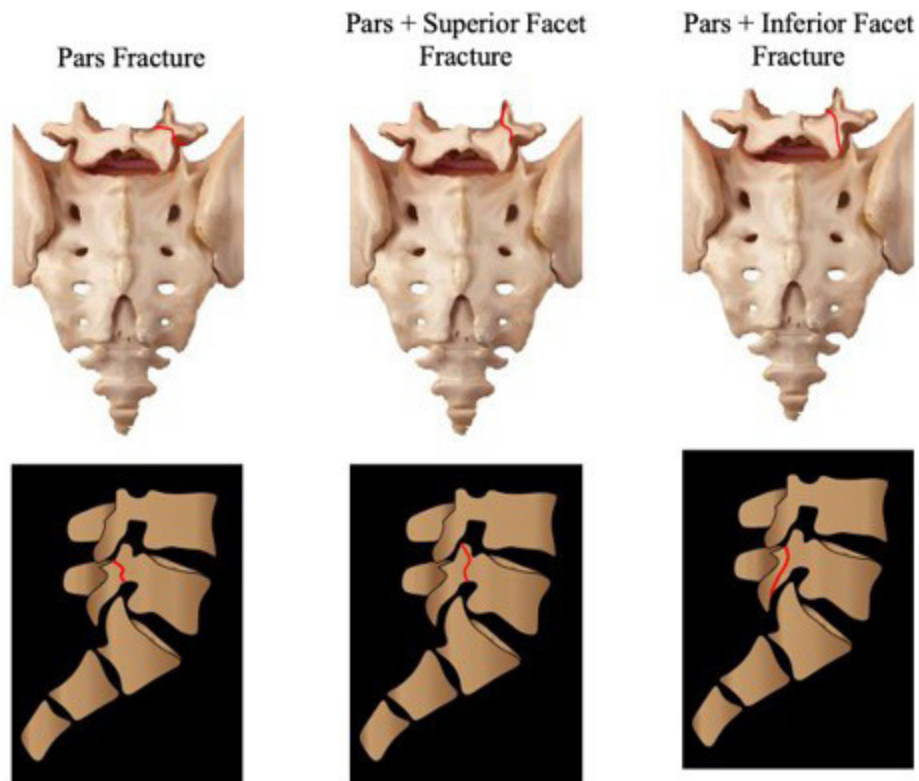 Pars Fracture
Pars + Superior Facet
Fracture
Pars + Inferior Facet
Fracture